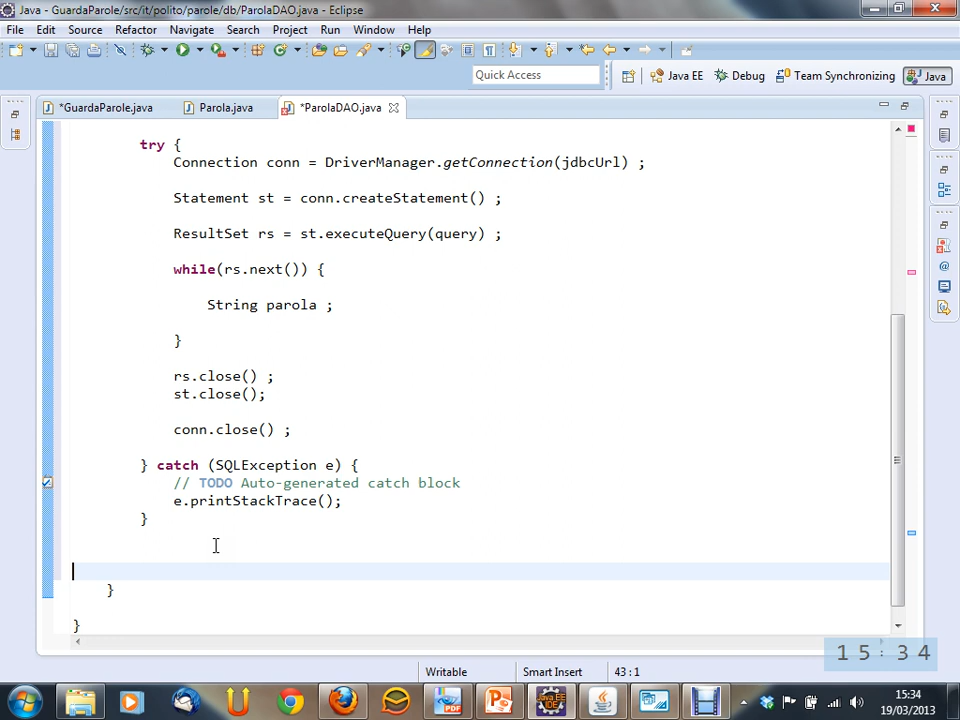 Java - GuardaParole/src/it/polito/parole/db/ParolaDAO.java - Eclipse
File Edit Source Refactor Navigate Search Project Run Window Help
Quick Access
Java EE Debug Team Synchronizing Java
*GuardaParole.java Parola.java *ParolaDAO.java
try {
Connection conn = DriverManager.getConnection(jdbcUrl) ;
Statement st = conn.createStatement() ;
ResultSet rs = st.executeQuery(query) ;
while(rs.next()) {
String parola ;
}
rs.close() ;
st.close();
conn.close() ;
} catch (SQLException e) {
// TODO Auto-generated catch block
e.printStackTrace();
}
}
}
15:34
Writable Smart Insert 43 : 1
15:34
19/03/2013